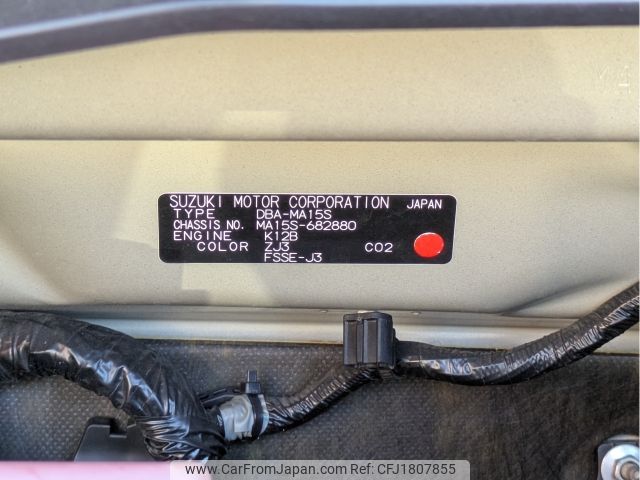 SUZUKI MOTOR CORPORATION JAPAN
TYPE DBA-MA15S
CHASSIS NO. MA15S-682880
ENGINE K12B
COLOR ZJ3 CO2
FSSE-J3
www.CarFromJapan.com Ref:CFJ1807855